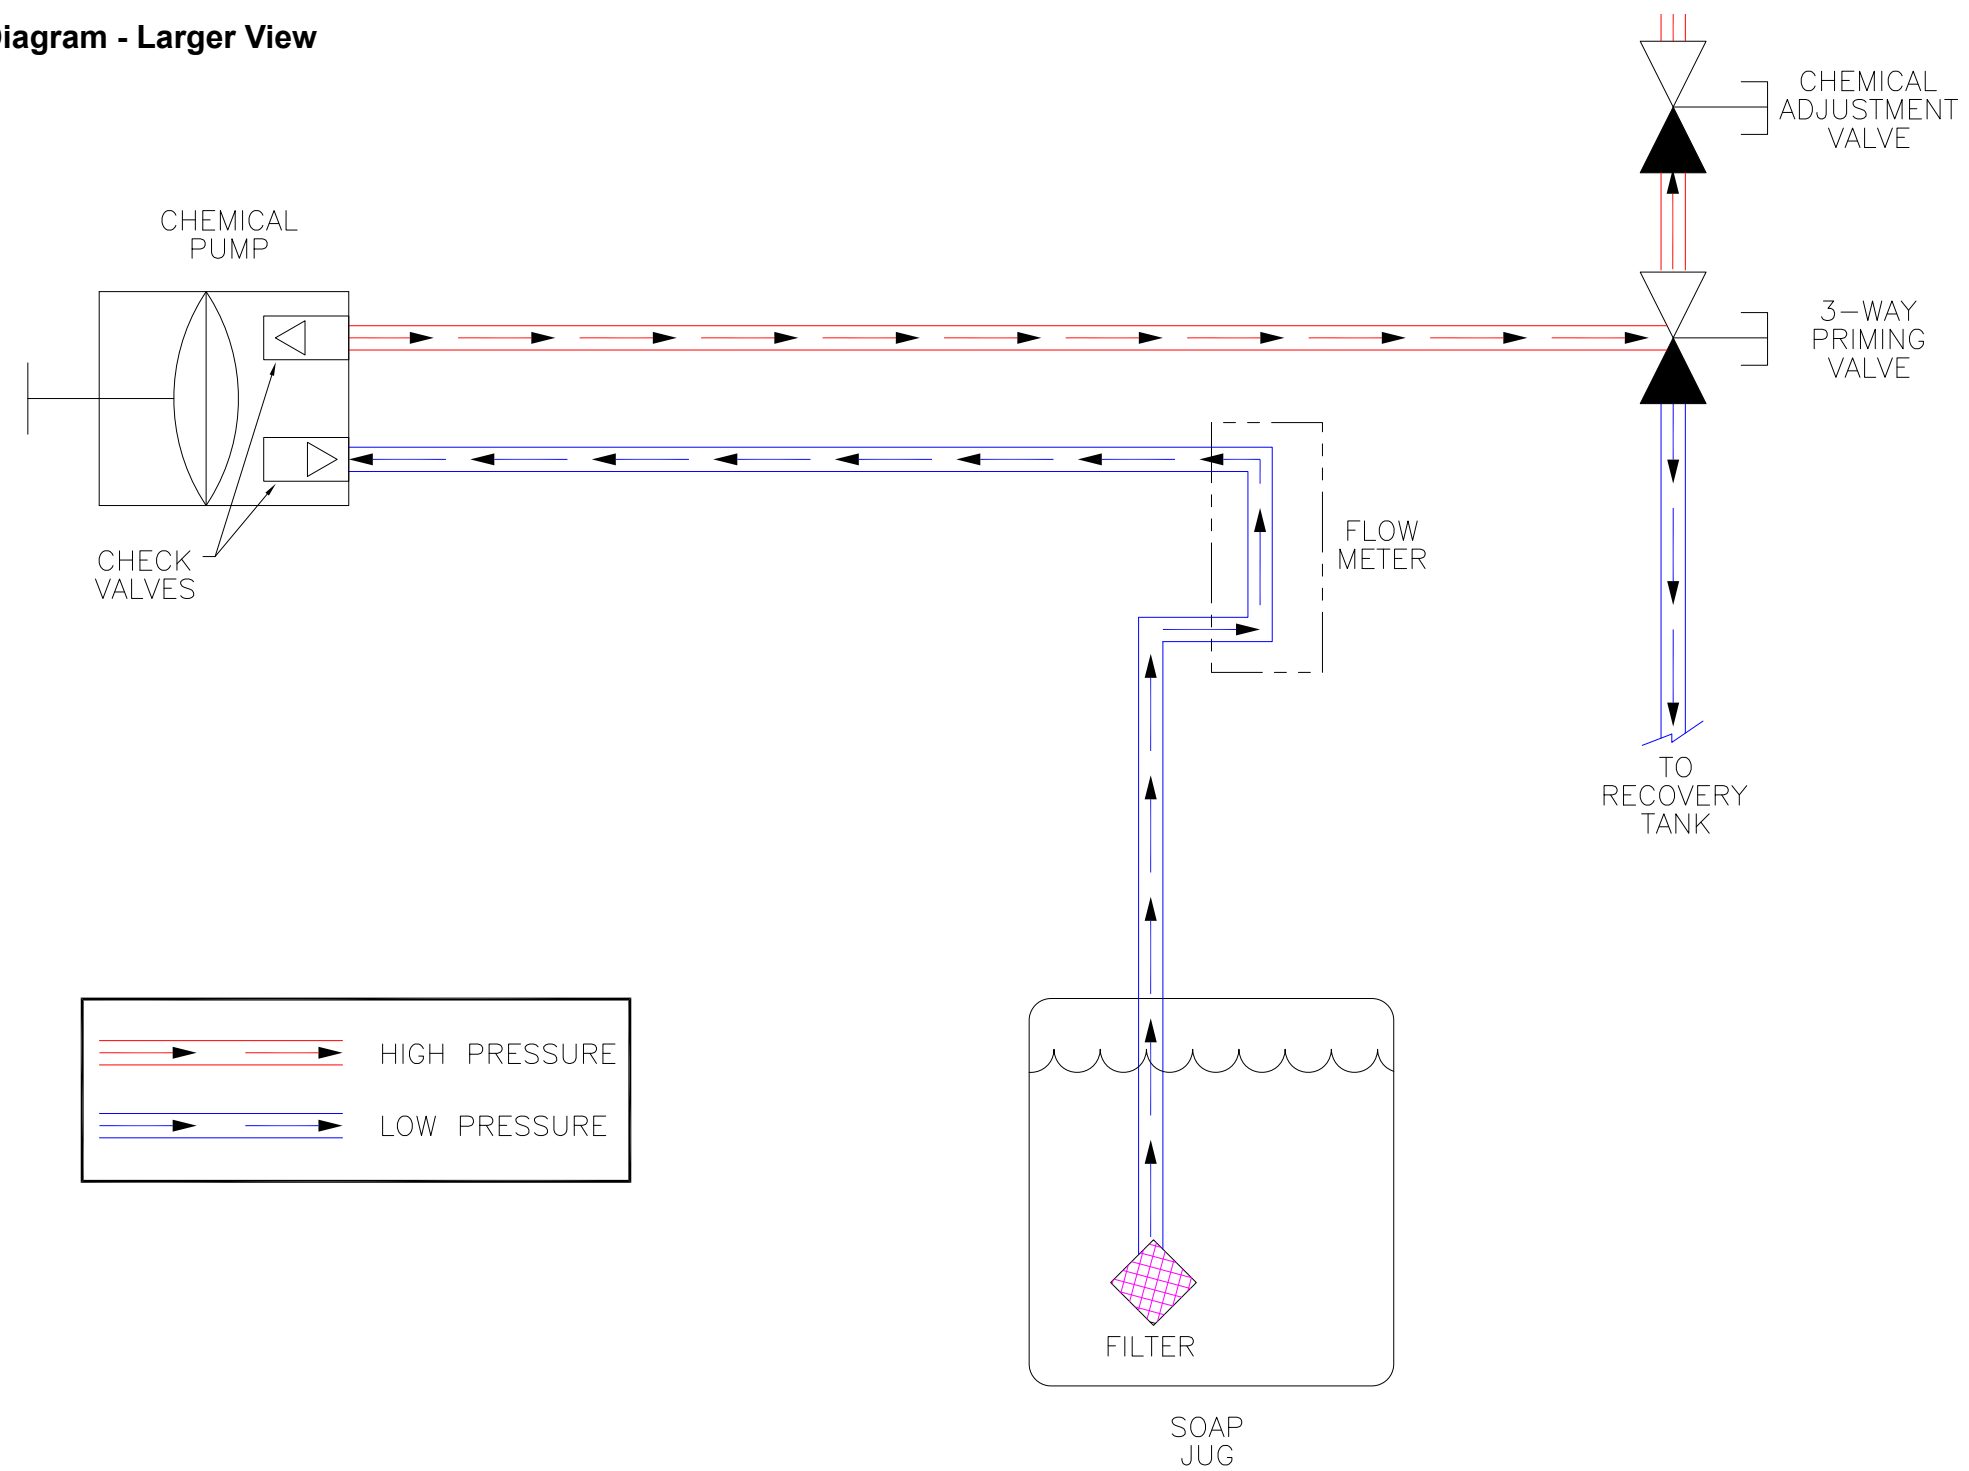 Diagram - Larger View
CHEMICAL
ADJUSTMENT
VALVE
CHEMICAL
PUMP
3-WAY
PRIMING
VALVE
FLOW
METER
CHECK
VALVES
TO
RECOVERY
TANK
HIGH PRESSURE
LOW PRESSURE
FILTER
SOAP
JUG